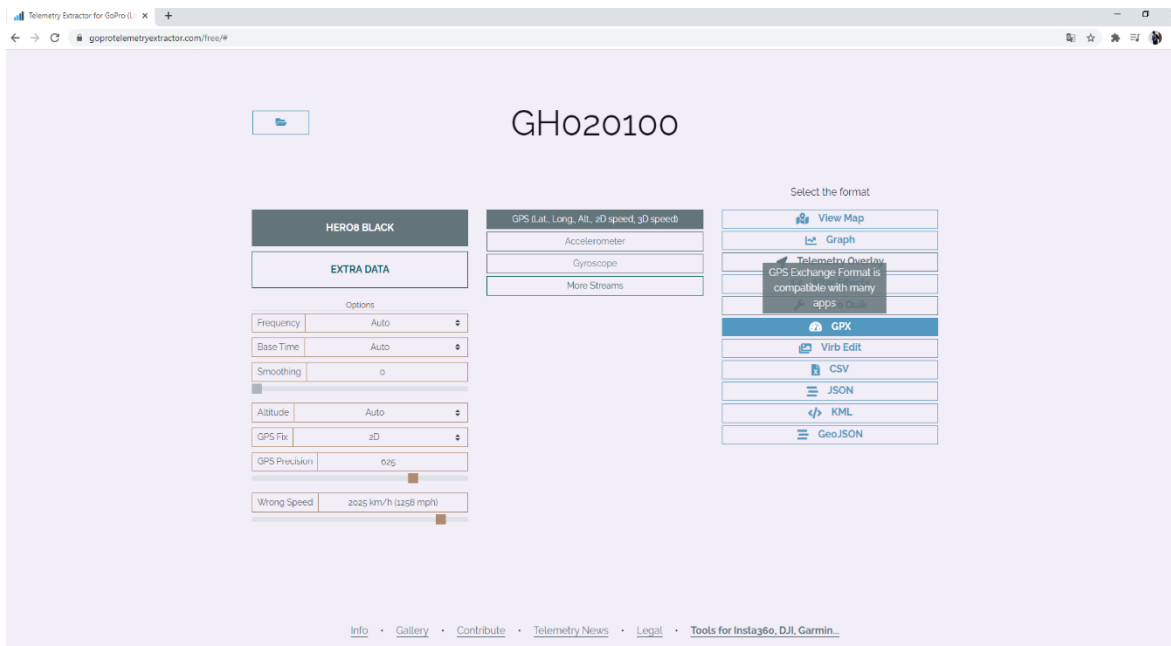 Telemetry Extractor for GoPro (Li
goprotelemetryextractor.com/free/#
GH020100
Select the format
HERO8 BLACK
EXTRA DATA
Options
Frequency Auto
Base Time Auto
Smoothing 0
Altitude Auto
GPS Fix 2D
GPS Precision 625
Wrong Speed 2025 km/h (1258 mph)
GPS (Lat., Long., Alt., 2D speed, 3D speed)
Accelerometer
Gyroscope
More Streams
View Map
Graph
Telemetry Overlay
GPS Exchange Format is
compatible with many
apps
GPX
Virb Edit
CSV
JSON
KML
GeoJSON
Info · Gallery · Contribute · Telemetry News · Legal · Tools for Insta360, DJI, Garmin...